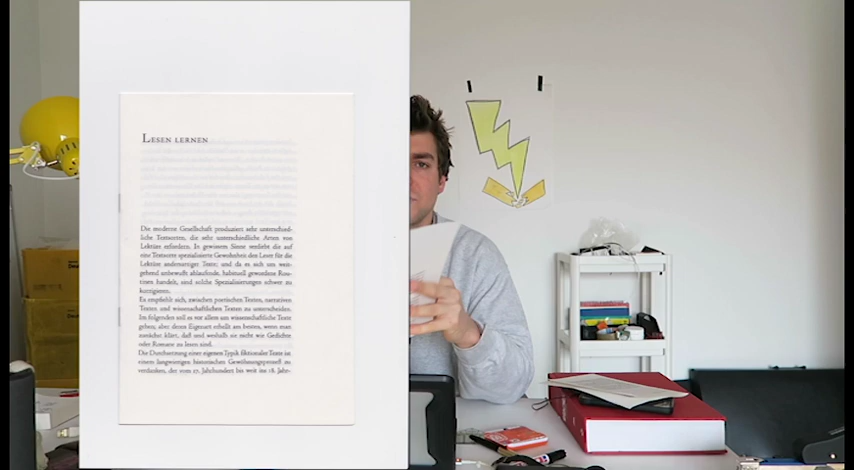 LESEN LERNEN
Die moderne Gesellschaft produziert sehr unterschied-
liche Textsorten, die sehr unterschiedliche Arten von
Lektüre erfordern. In gewissem Sinne verdirbt die auf
eine Textsorte spezialisierte Gewohnheit den Leser für die
Lektüre andersartiger Texte; und da es sich um weit-
gehend unbewußt ablaufende, habituell gewordene Rou-
tinen handelt, sind solche Spezialisierungen schwer zu
korrigieren.
Es empfiehlt sich, zwischen poetischen Texten, narrativen
Texten und wissenschaftlichen Texten zu unterscheiden.
Im folgenden soll es vor allem um wissenschaftliche Texte
gehen, aber deren Eigenart erhellt am besten, wenn man
zunächst klärt, daß und weshalb sie nicht wie Gedichte
oder Romane zu lesen sind.
Die Durchsetzung einer eigenen Typik fiktionaler Texte ist
einem langwierigen historischen Gewöhnungsprozeß zu
verdanken, der vom 17. Jahrhundert bis weit ins 18. Jahr-